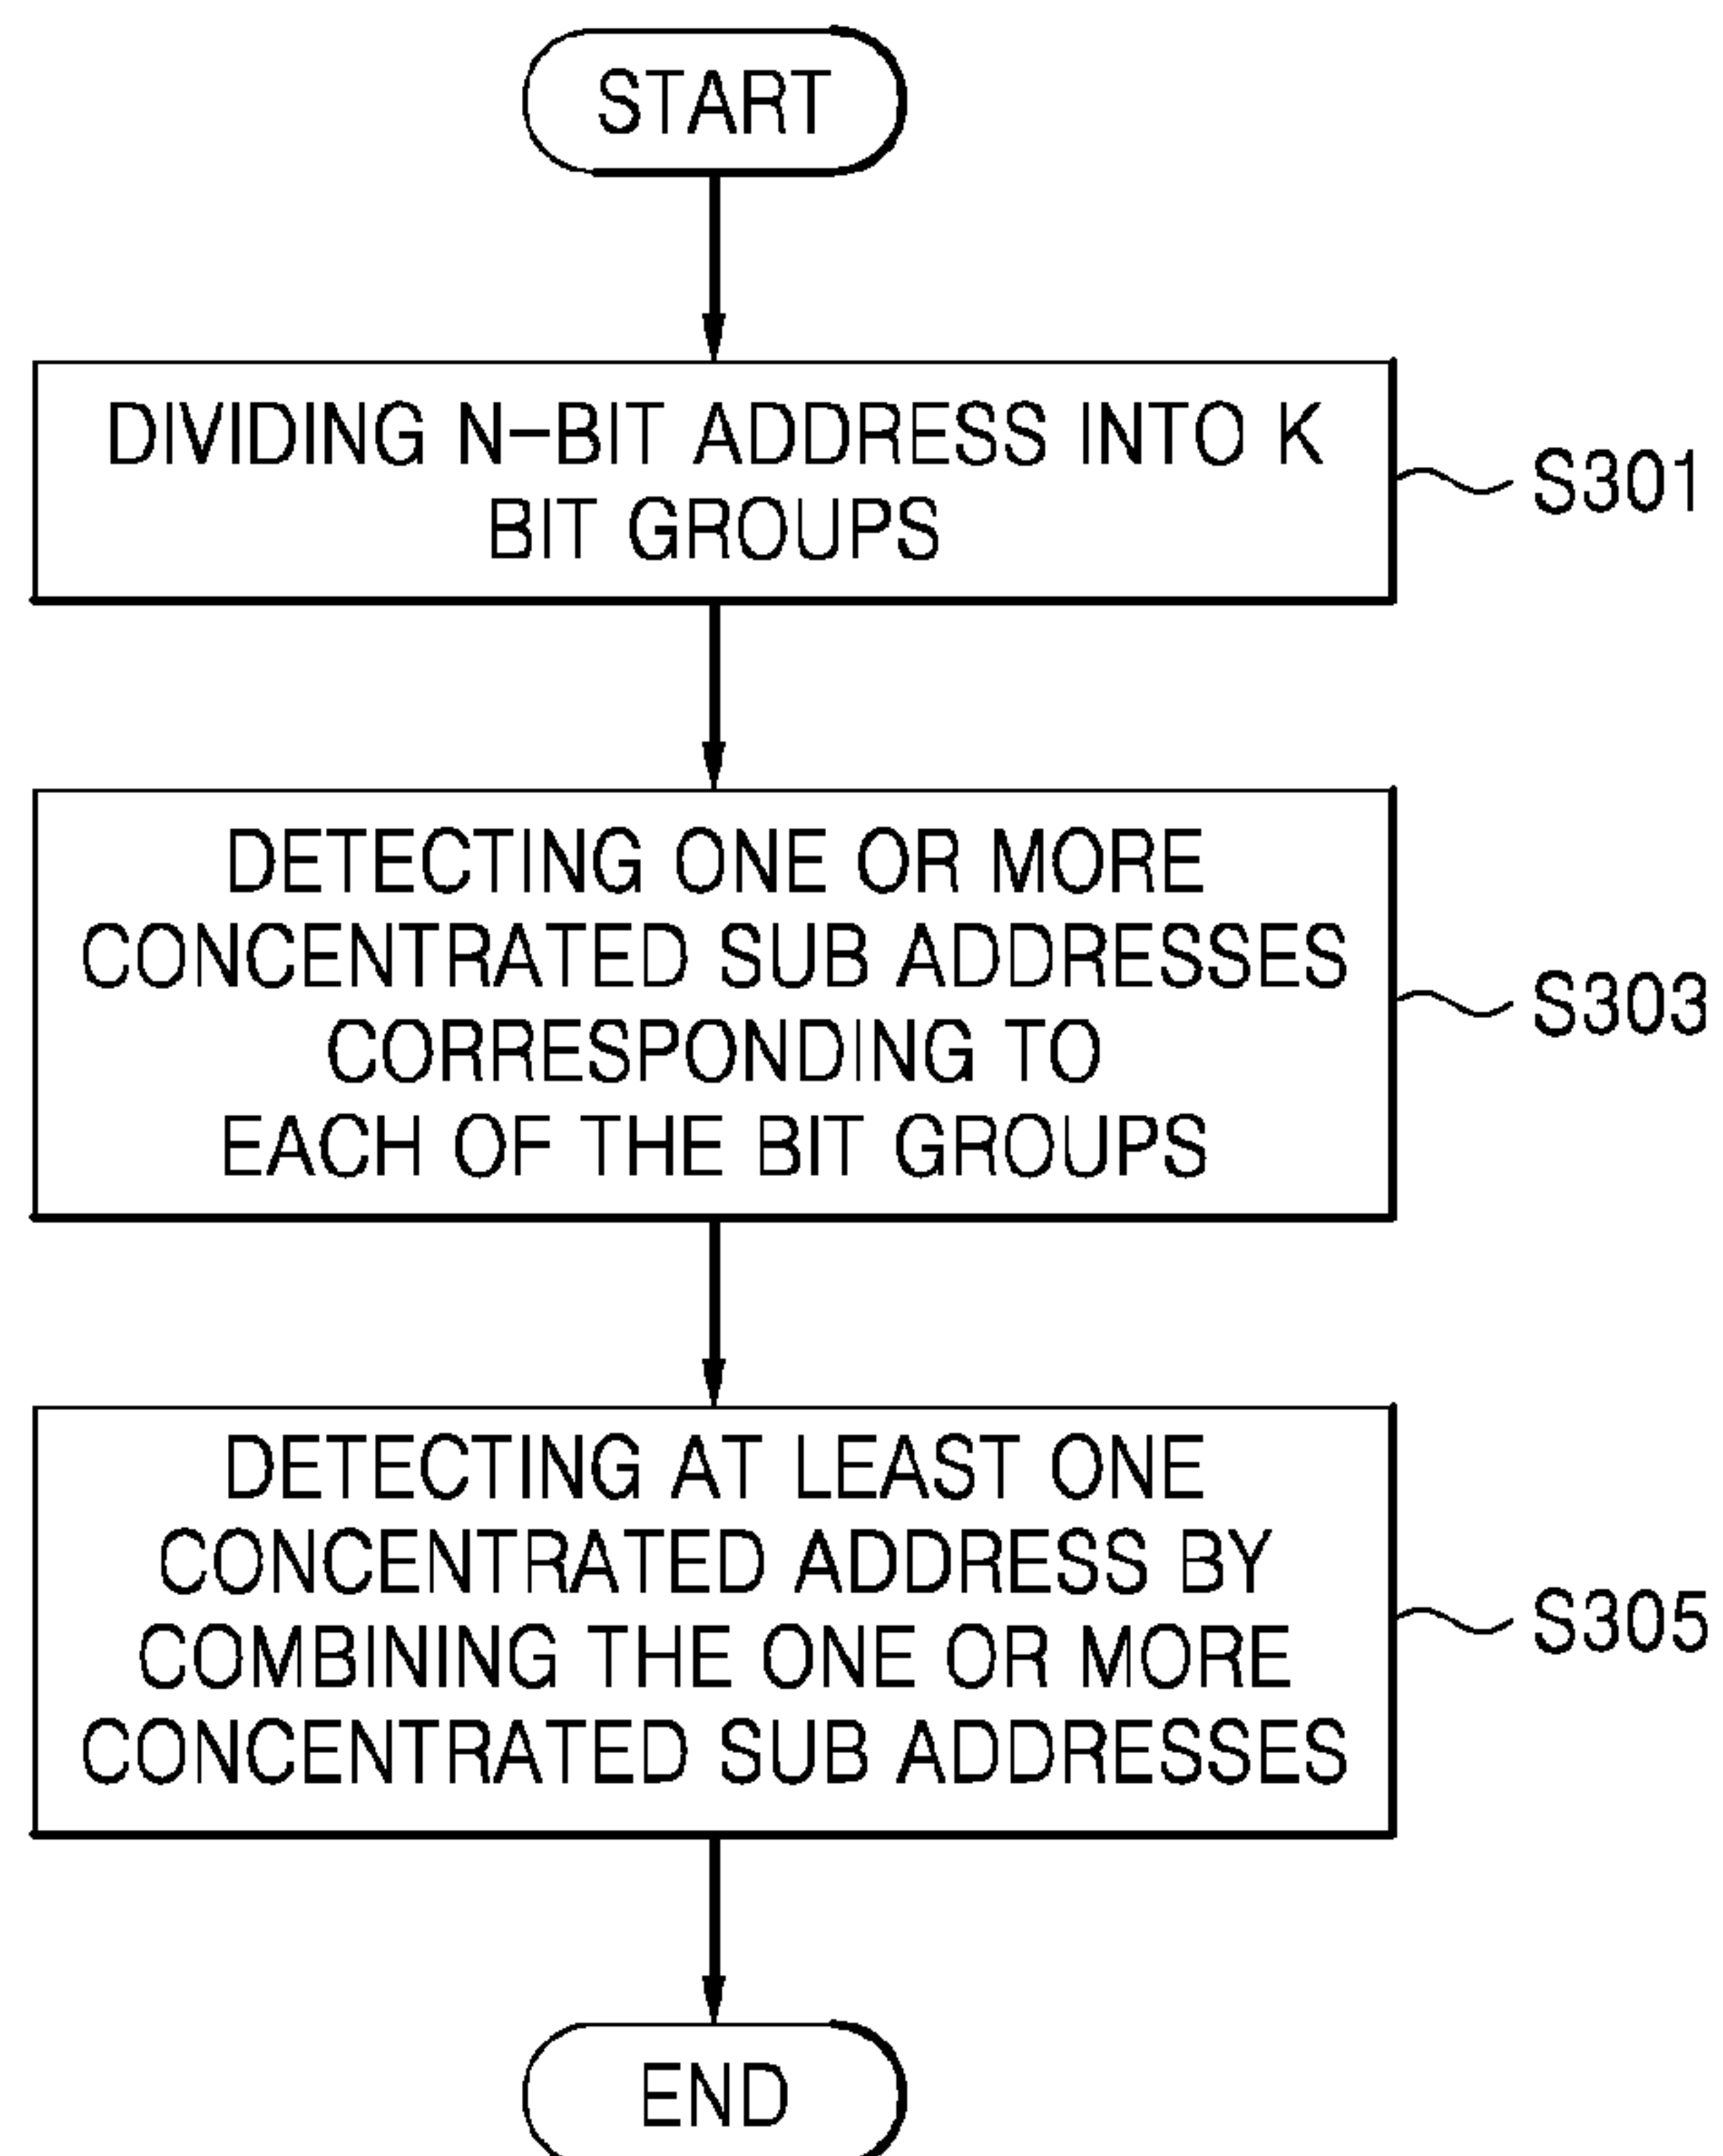 START
DIVIDING N-BIT ADDRESS INTO K
BIT GROUPS
S301
DETECTING ONE OR MORE
CONCENTRATED SUB ADDRESSES
CORRESPONDING TO
EACH OF THE BIT GROUPS
S303
DETECTING AT LEAST ONE
CONCENTRATED ADDRESS BY
COMBINING THE ONE OR MORE
CONCENTRATED SUB ADDRESSES
S305
END